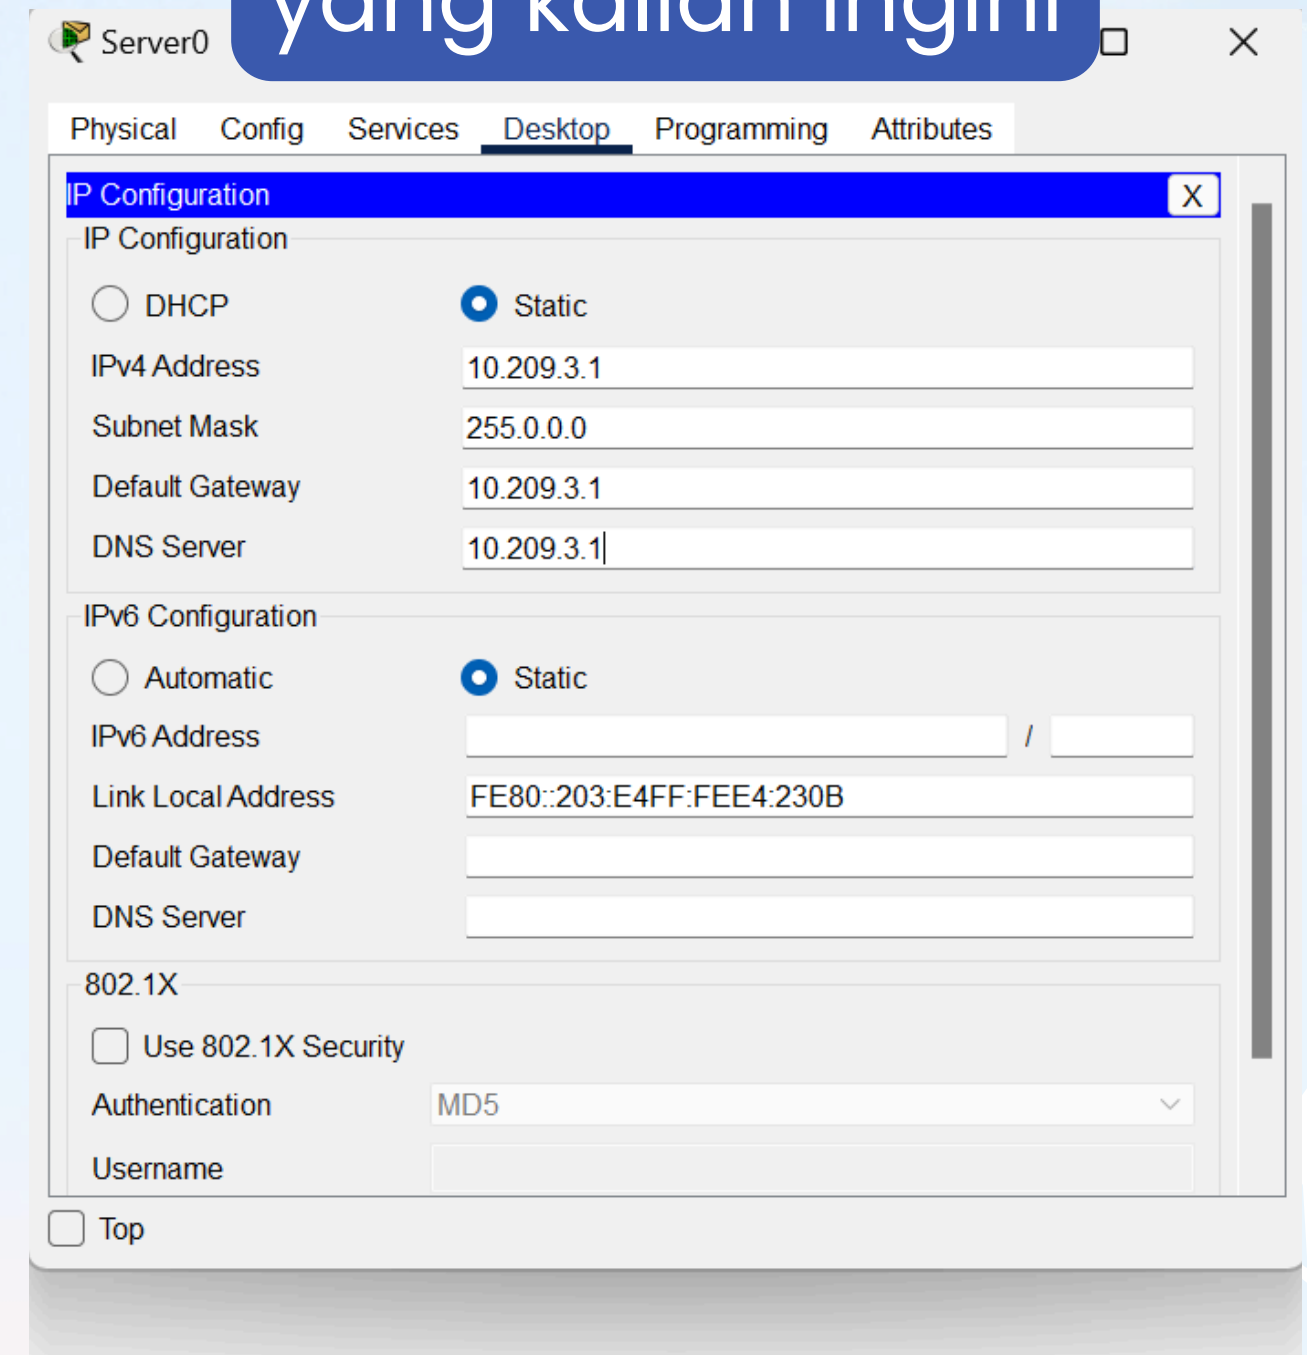 yang kalian ingini
Server0
Physical Config Services Desktop Programming Attributes
IP Configuration X
IP Configuration
DHCP Static
IPv4 Address 10.209.3.1
Subnet Mask 255.0.0.0
Default Gateway 10.209.3.1
DNS Server 10.209.3.1
IPv6 Configuration
Automatic Static
IPv6 Address /
Link Local Address FE80::203:E4FF:FEE4:230B
Default Gateway
DNS Server
802.1X
Use 802.1X Security
Authentication MD5
Username
Top